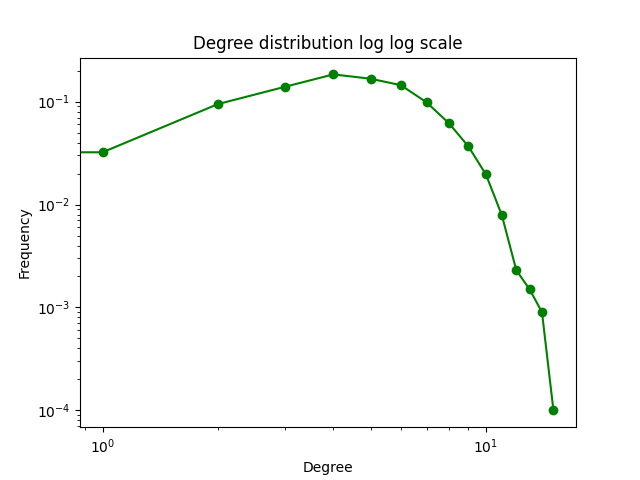 Degree distribution log log scale
Frequency
10⁻¹
10⁻²
10⁻³
10⁻⁴
10⁰ 10¹
Degree